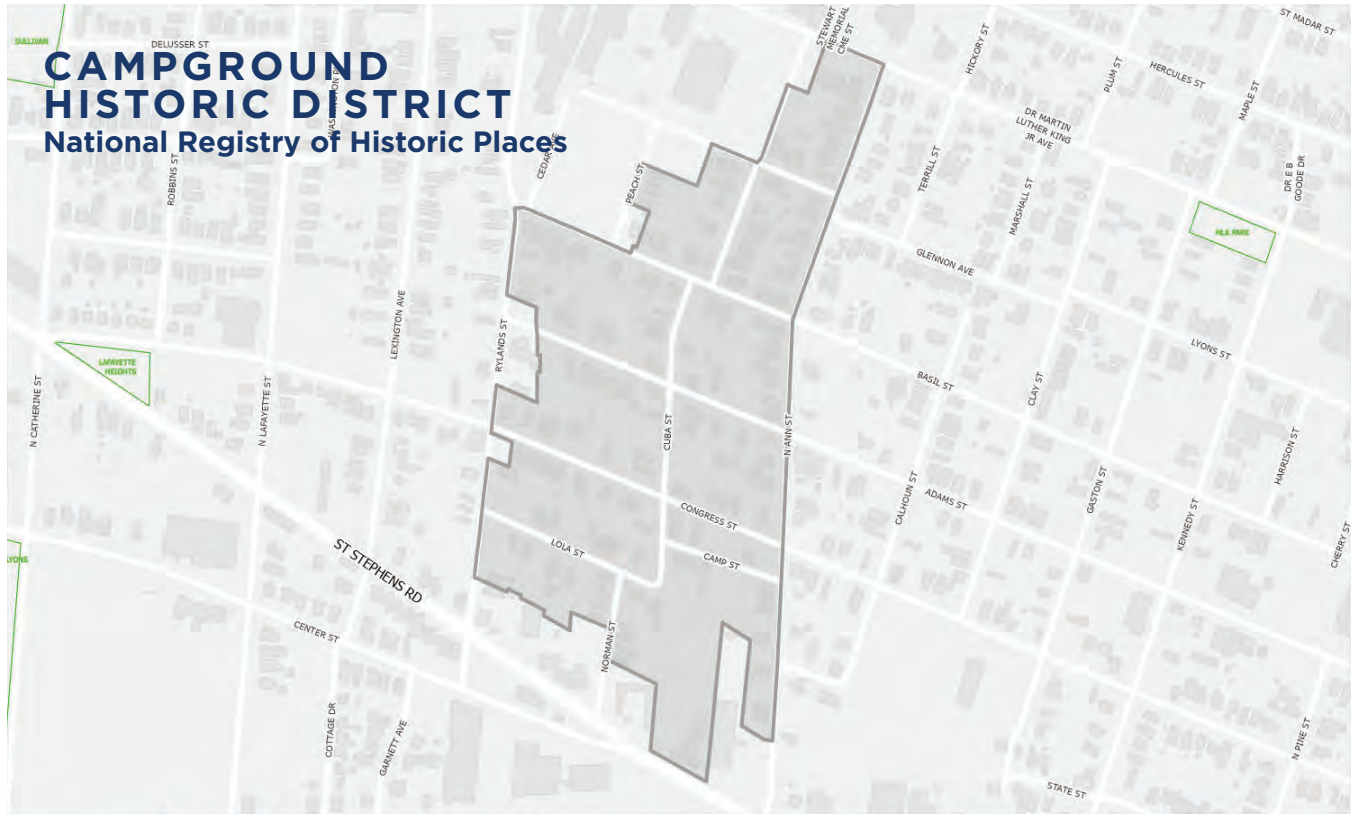 SULLIVAN
DELUSSER ST
CAMPGROUND
HISTORIC DISTRICT
National Registry of Historic Places
WASHINGTON
ROBBINS ST
CEDAR AVE
PEACH ST
STEWART
MEMORIAL
CME ST
HICKORY ST
ST MADAR ST
HERCULES ST
PLUM ST
MAPLE ST
DR MARTIN
LUTHER KING
JR AVE
TERRILL ST
MARSHALL ST
DR E B
GOODE DR
MLK PARK
GLENNON AVE
LYONS ST
LEXINGTON AVE
RYLANDS ST
LAFAYETTE
HEIGHTS
N CATHERINE ST
N LAFAYETTE ST
BASIL ST
CLAY ST
CUBA ST
N ANN ST
HARRISON ST
CALHOUN ST
ADAMS ST
GASTON ST
KENNEDY ST
CHERRY ST
CONGRESS ST
LOLA ST
CAMP ST
LYONS
ST STEPHENS RD
CENTER ST
NORMAN ST
COTTAGE DR
GARNETT AVE
N PINE ST
STATE ST